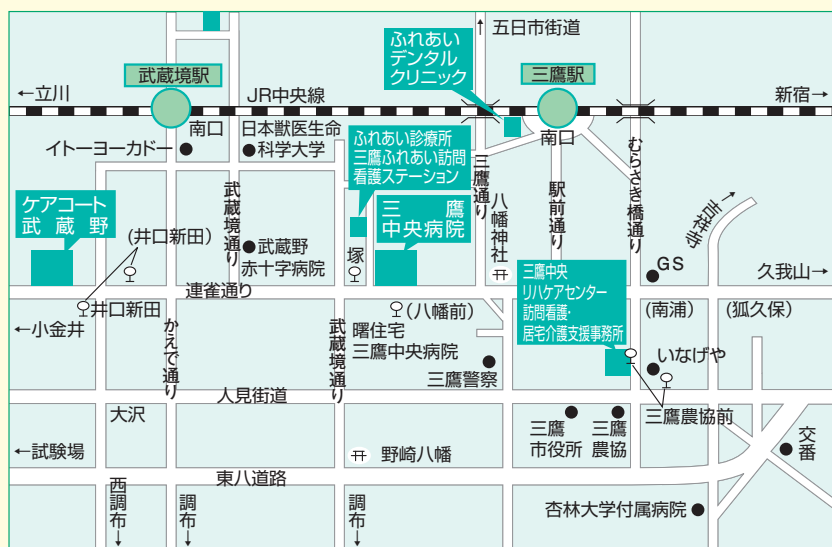 五日市街道
ふれあい
デンタル
クリニック
武蔵境駅
三鷹駅
←立川
JR中央線
新宿→
南口
日本獣医生命
科学大学
イトーヨーカドー
南口
ふれあい診療所
三鷹ふれあい訪問
看護ステーション
三鷹通り
むらさき橋通り
武蔵境通り
駅前通り
八幡神社
吉祥寺
ケアコート
武蔵野
三鷹
中央病院
(井口新田)
武蔵野
赤十字病院
塚
三鷹中央
リハケアセンター
訪問看護・
居宅介護支援事務所
GS
久我山→
連雀通り
井口新田
(八幡前)
(南浦)
(狐久保)
←小金井
かえで通り
武蔵境通り
曙住宅
三鷹中央病院
三鷹警察
いなげや
人見街道
大沢
三鷹農協前
三鷹
市役所
三鷹
農協
交番
←試験場
野崎八幡
東八道路
西調布↓
調布↓
調布↓
杏林大学付属病院